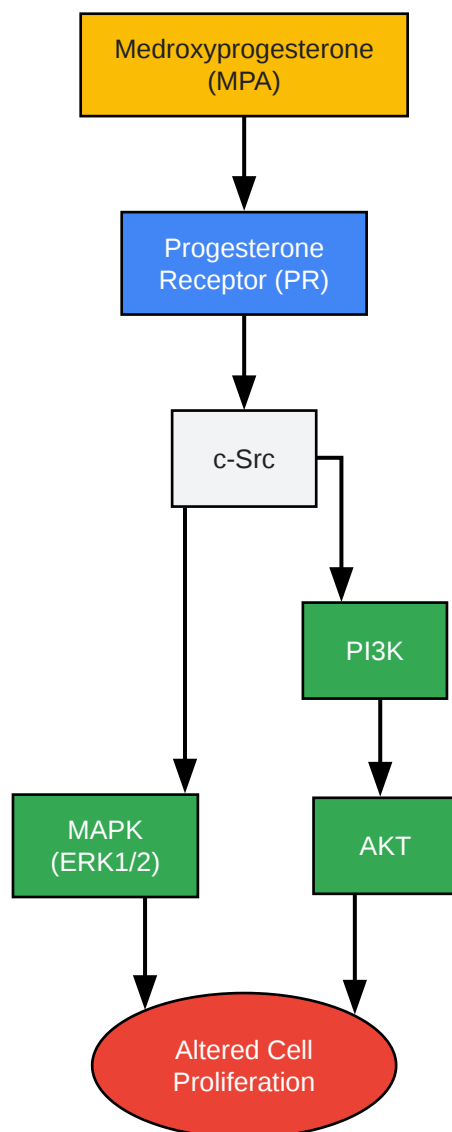 Medroxyprogesterone
(MPA)
Progesterone
Receptor (PR)
c-Src
PI3K
MAPK
(ERK1/2)
AKT
Altered Cell
Proliferation